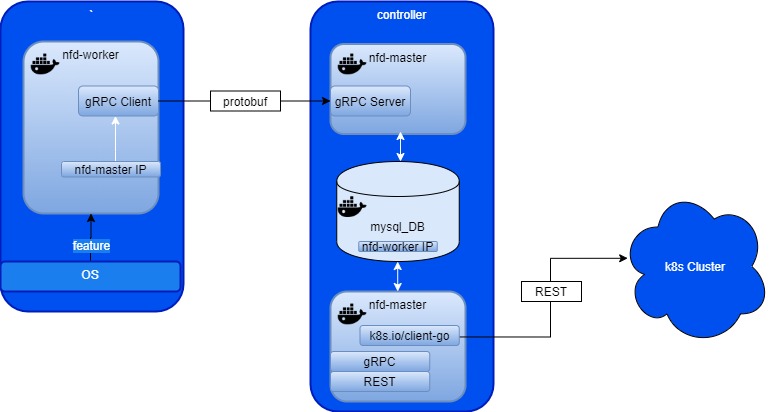 `
nfd-worker
gRPC Client
nfd-master IP
feature
OS
protobuf
controller
nfd-master
gRPC Server
mysql_DB
nfd-worker IP
nfd-master
k8s.io/client-go
gRPC
REST
REST
k8s Cluster